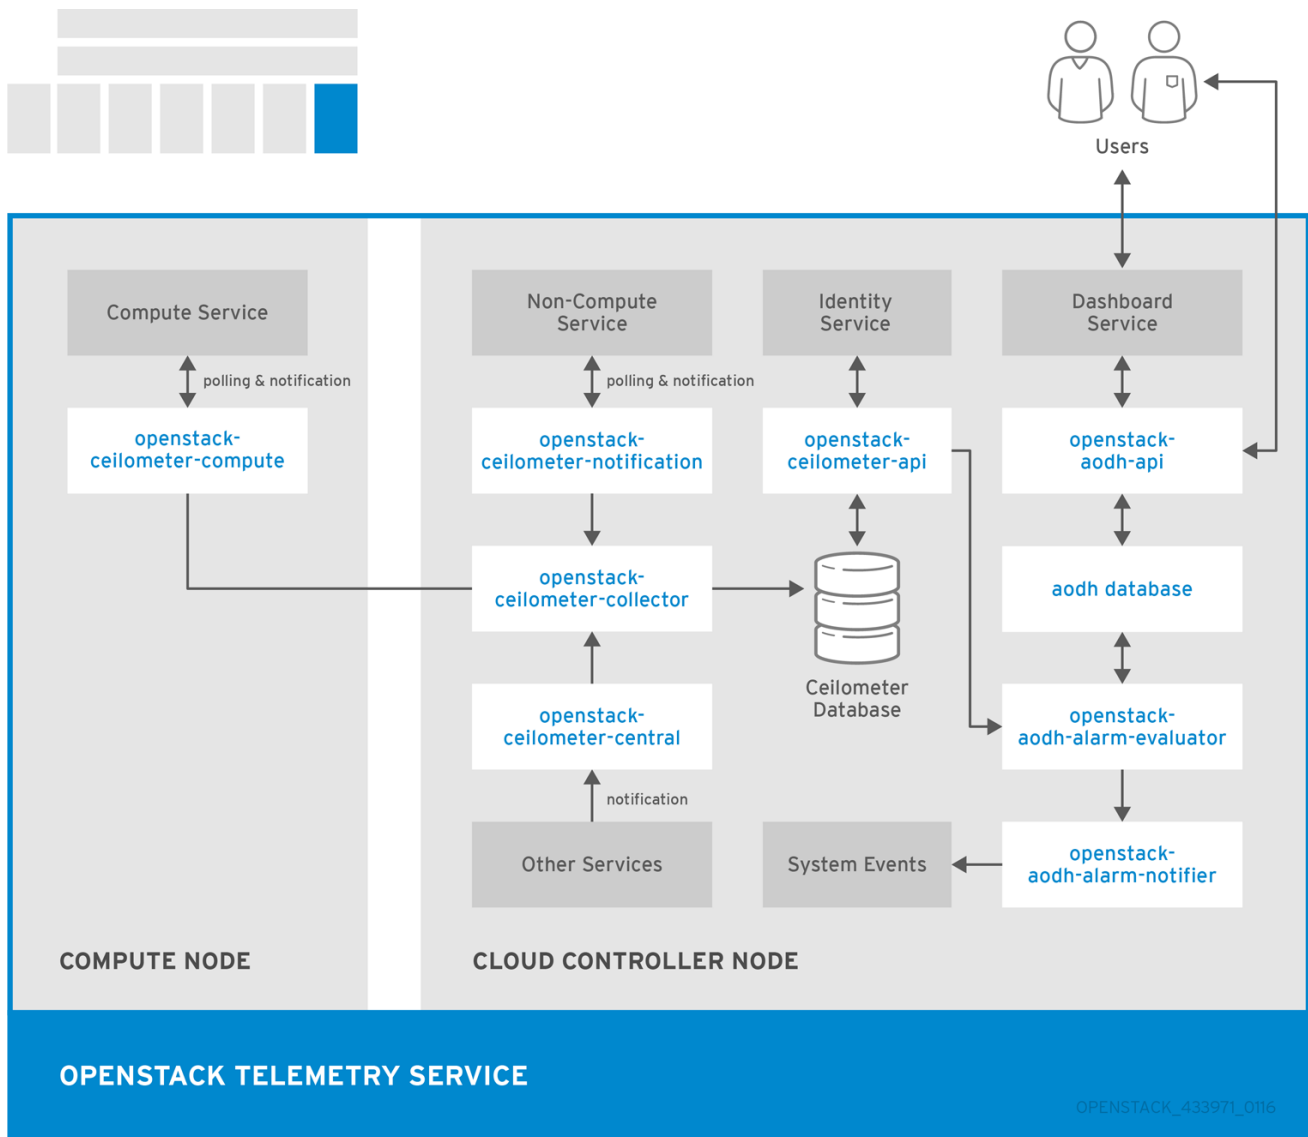 Users
Compute Service
polling & notification
openstack-
ceilometer-compute
Non-Compute
Service
polling & notification
openstack-
ceilometer-notification
openstack-
ceilometer-collector
openstack-
ceilometer-central
notification
Other Services
Identity
Service
openstack-
ceilometer-api
Ceilometer
Database
System Events
Dashboard
Service
openstack-
aodh-api
aodh database
openstack-
aodh-alarm-evaluator
openstack-
aodh-alarm-notifier
COMPUTE NODE
CLOUD CONTROLLER NODE
OPENSTACK TELEMETRY SERVICE
OPENSTACK_433971_0116